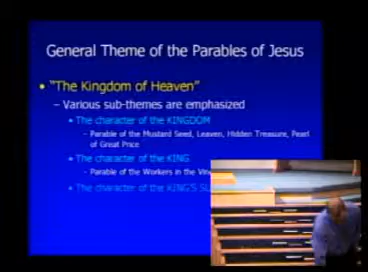 General Theme of the Parables of Jesus
• "The Kingdom of Heaven"
– Various sub-themes are emphasized
• The character of the KINGDOM
– Parable of the Mustard Seed, Leaven, Hidden Treasure, Pearl
of Great Price
• The character of the KING
– Parable of the Workers in the
• The character of the KING'S